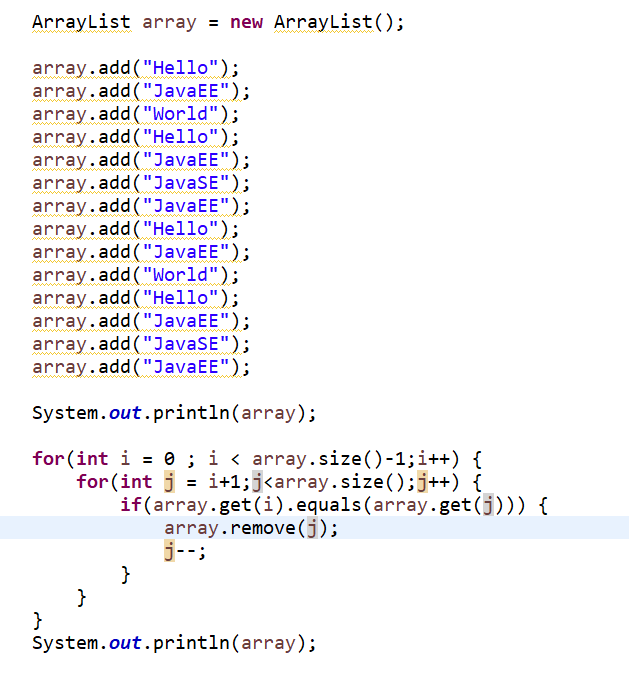 ArrayList array = new ArrayList();
array.add("Hello");
array.add("JavaEE");
array.add("World");
array.add("Hello");
array.add("JavaEE");
array.add("JavaSE");
array.add("JavaEE");
array.add("Hello");
array.add("JavaEE");
array.add("World");
array.add("Hello");
array.add("JavaEE");
array.add("JavaSE");
array.add("JavaEE");
System.out.println(array);
for(int i = 0 ; i < array.size()-1;i++) {
for(int j = i+1;j<array.size();j++) {
if(array.get(i).equals(array.get(j))) {
array.remove(j);
j--;
}
}
}
System.out.println(array);